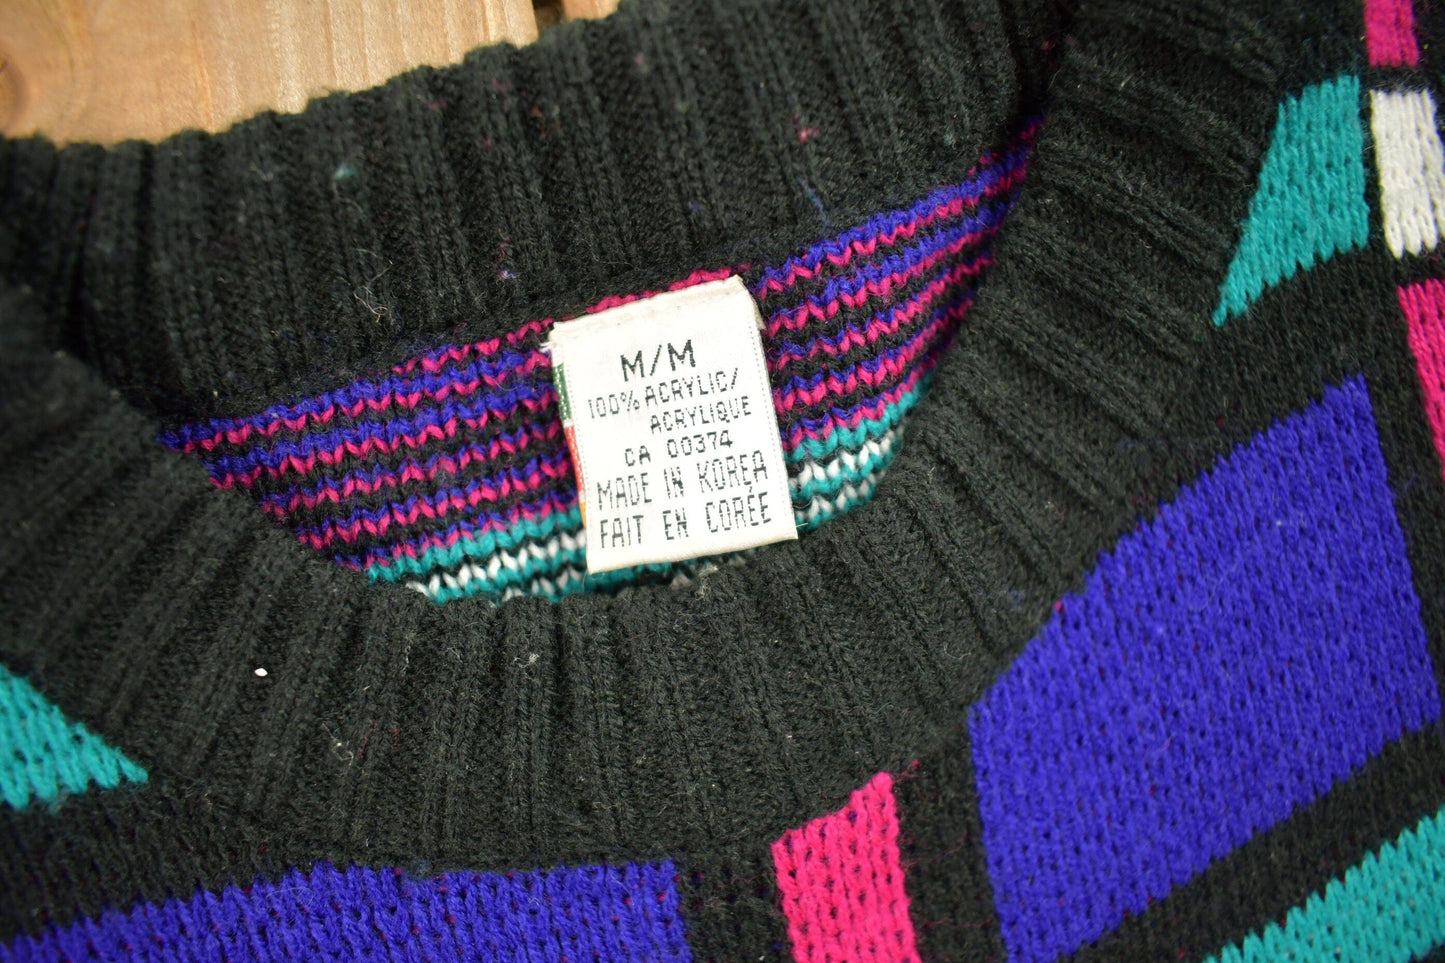 M/M
100% ACRYLIC/
ACRYLIQUE
CA 00374
MADE IN KOREA
FAIT EN CORÉE